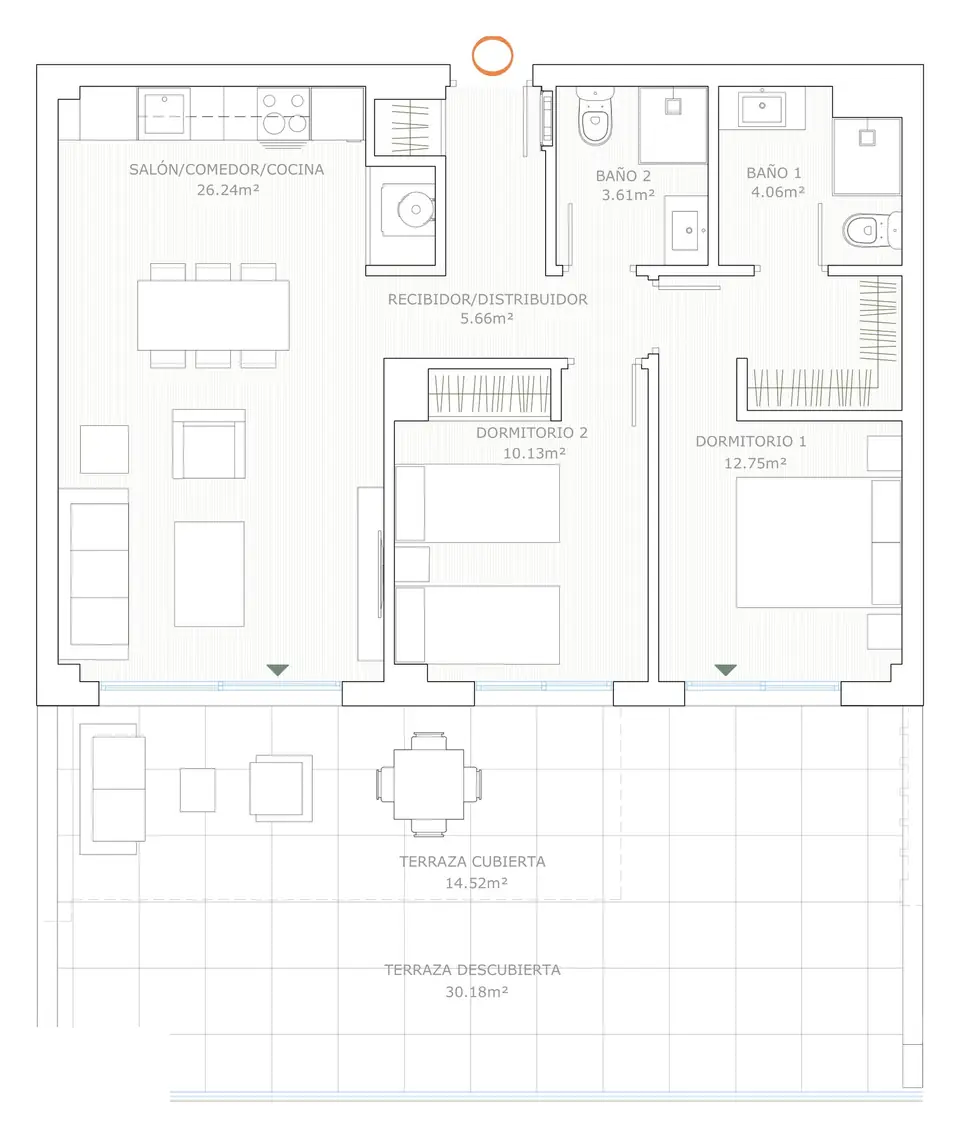 SALÓN/COMEDOR/COCINA
26.24m²
BAÑO 2
3.61m²
BAÑO 1
4.06m²
RECIBIDOR/DISTRIBUIDOR
5.66m²
DORMITORIO 2
10.13m²
DORMITORIO 1
12.75m²
TERRAZA CUBIERTA
14.52m²
TERRAZA DESCUBIERTA
30.18m²